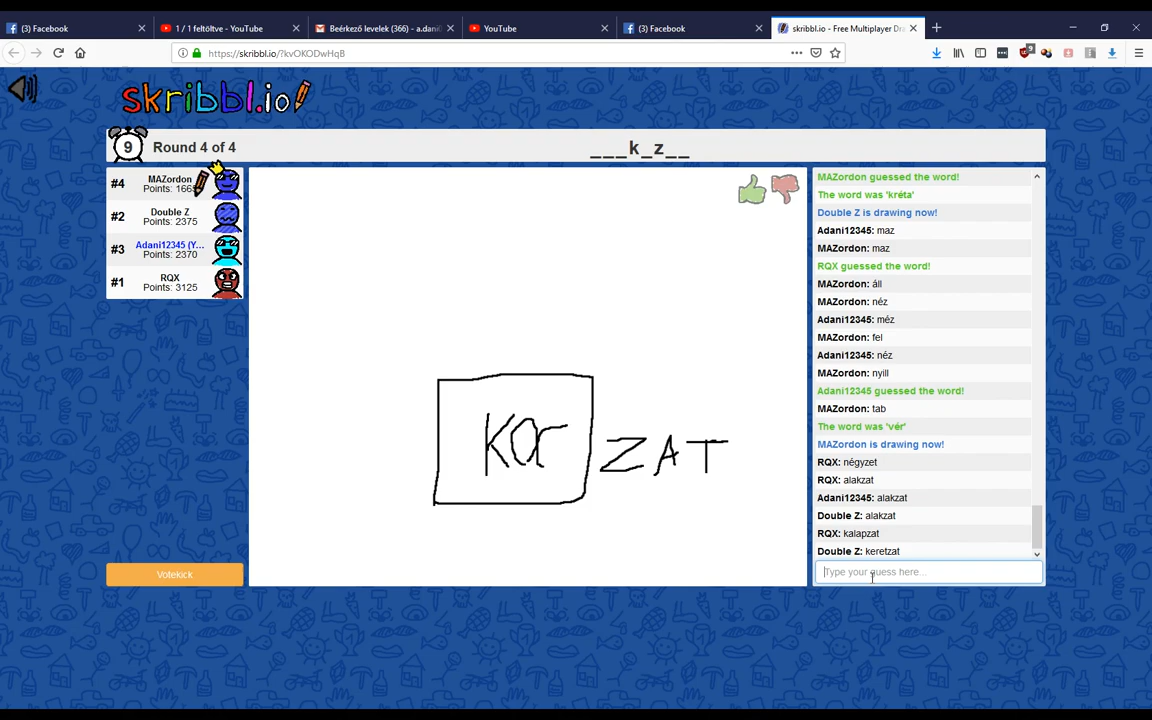 (3) Facebook
1 / 1 feltöltve - YouTube
Beérkező levelek (366) - a.dani
YouTube
(3) Facebook
skribbl.io - Free Multiplayer Dra
https://skribbl.io/?kvOKODwHqB
9
skribbl.io
9
Round 4 of 4
___k_z__
#4
MAZordon
Points: 1665
#2
Double Z
Points: 2375
#3
Adani12345 (Y...
Points: 2370
#1
RQX
Points: 3125
Votekick
Kar
ZAT
MAZordon guessed the word!
The word was 'kréta'
Double Z is drawing now!
Adani12345: maz
MAZordon: maz
RQX guessed the word!
MAZordon: áll
MAZordon: néz
Adani12345: méz
MAZordon: fel
Adani12345: néz
MAZordon: nyill
Adani12345 guessed the word!
MAZordon: tab
The word was 'vér'
MAZordon is drawing now!
RQX: négyzet
RQX: alakzat
Adani12345: alakzat
Double Z: alakzat
RQX: kalapzat
Double Z: keretzat
Type your guess here...